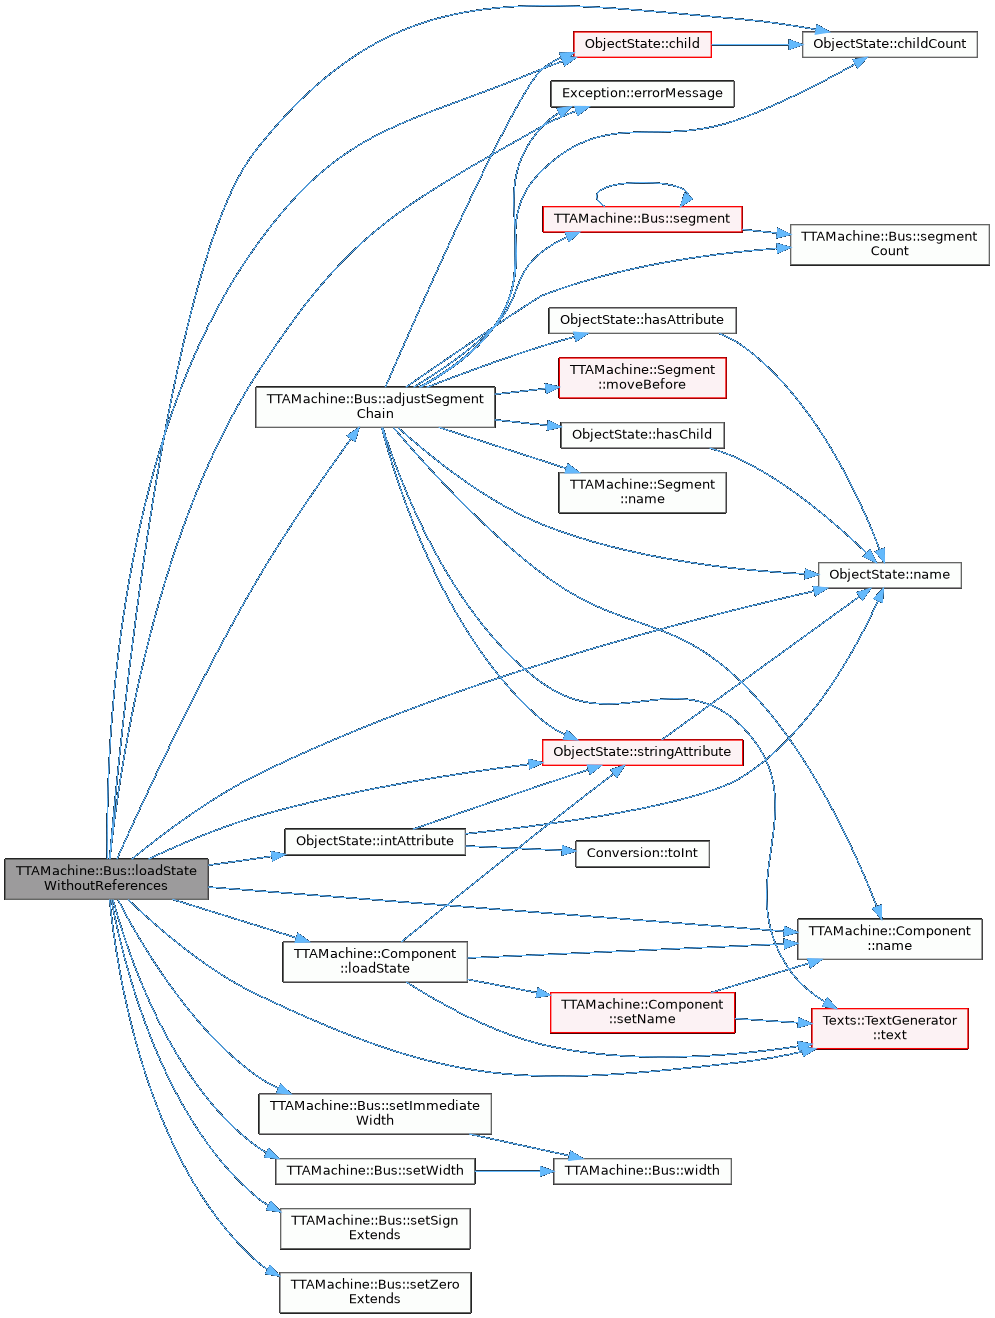 ObjectState::child
ObjectState::childCount
Exception::errorMessage
TTAMachine::Bus::segment
TTAMachine::Bus::segment
Count
ObjectState::hasAttribute
TTAMachine::Segment
::moveBefore
TTAMachine::Bus::adjustSegment
Chain
ObjectState::hasChild
TTAMachine::Segment
::name
ObjectState::name
ObjectState::stringAttribute
ObjectState::intAttribute
Conversion::toInt
TTAMachine::Bus::loadState
WithoutReferences
TTAMachine::Component
::name
TTAMachine::Component
::loadState
TTAMachine::Component
::setName
Texts::TextGenerator
::text
TTAMachine::Bus::setImmediate
Width
TTAMachine::Bus::setWidth
TTAMachine::Bus::width
TTAMachine::Bus::setSign
Extends
TTAMachine::Bus::setZero
Extends